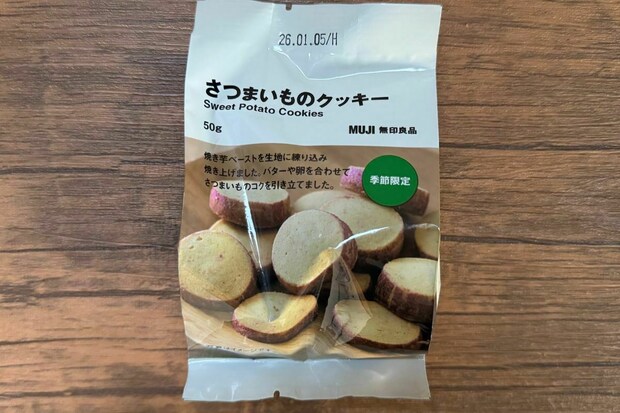 26.01.05/H
さつまいものクッキー
Sweet Potato Cookies
50g
MUJI 無印良品
焼き芋ペーストを生地に練り込み
焼き上げました。バターや卵を合わせて
さつまいものコクを引き立てました。
季節限定